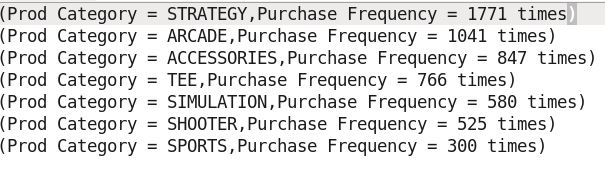 (Prod Category = STRATEGY,Purchase Frequency = 1771 times)
(Prod Category = ARCADE,Purchase Frequency = 1041 times)
(Prod Category = ACCESSORIES,Purchase Frequency = 847 times)
(Prod Category = TEE,Purchase Frequency = 766 times)
(Prod Category = SIMULATION,Purchase Frequency = 580 times)
(Prod Category = SHOOTER,Purchase Frequency = 525 times)
(Prod Category = SPORTS,Purchase Frequency = 300 times)